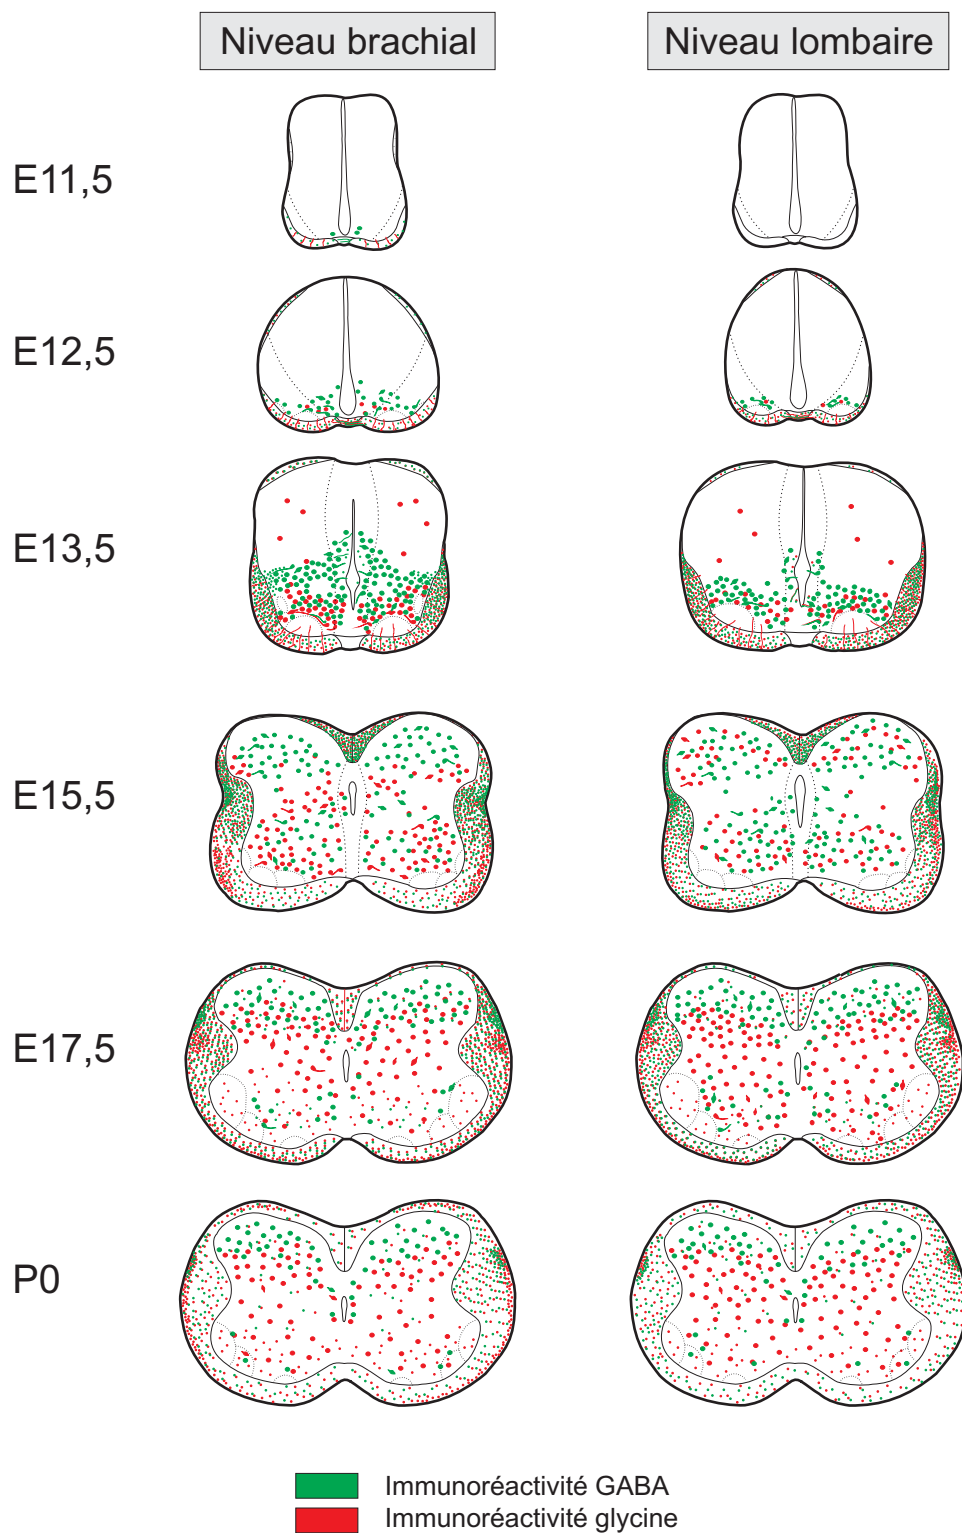 Niveau brachial
Niveau lombaire
E11,5
E12,5
E13,5
E15,5
E17,5
P0
Immunoréactivité GABA
Immunoréactivité glycine